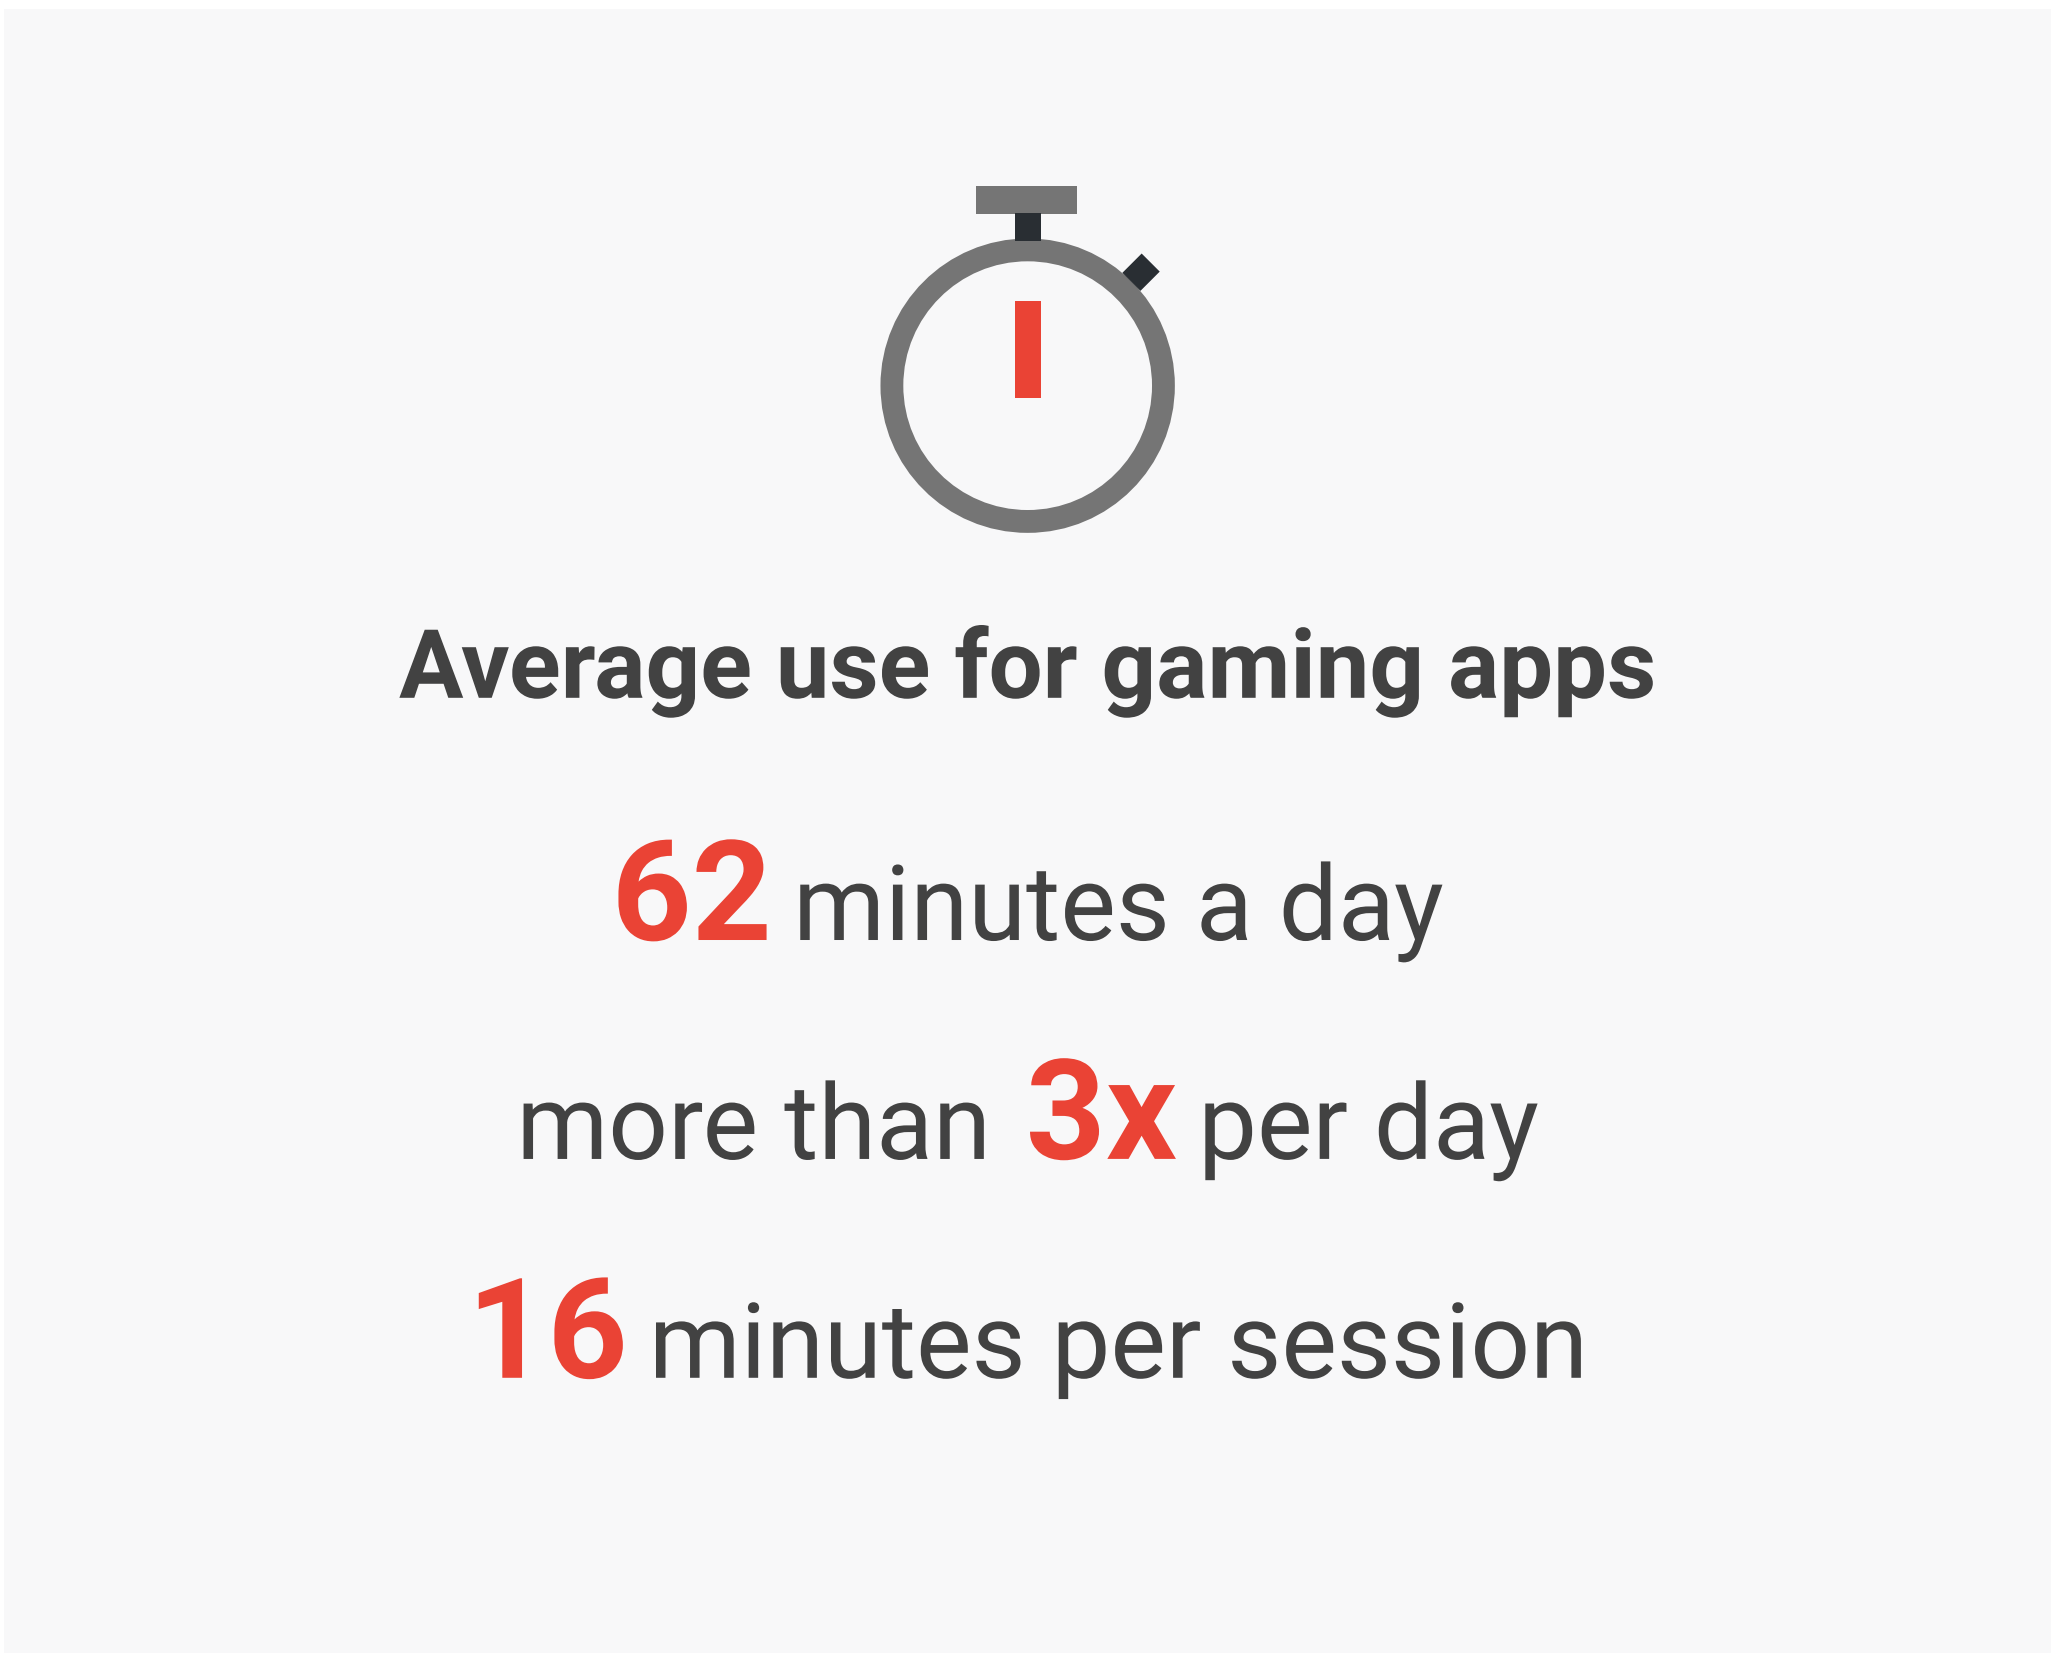 Average use for gaming apps
62 minutes a day
more than 3x per day
16 minutes per session